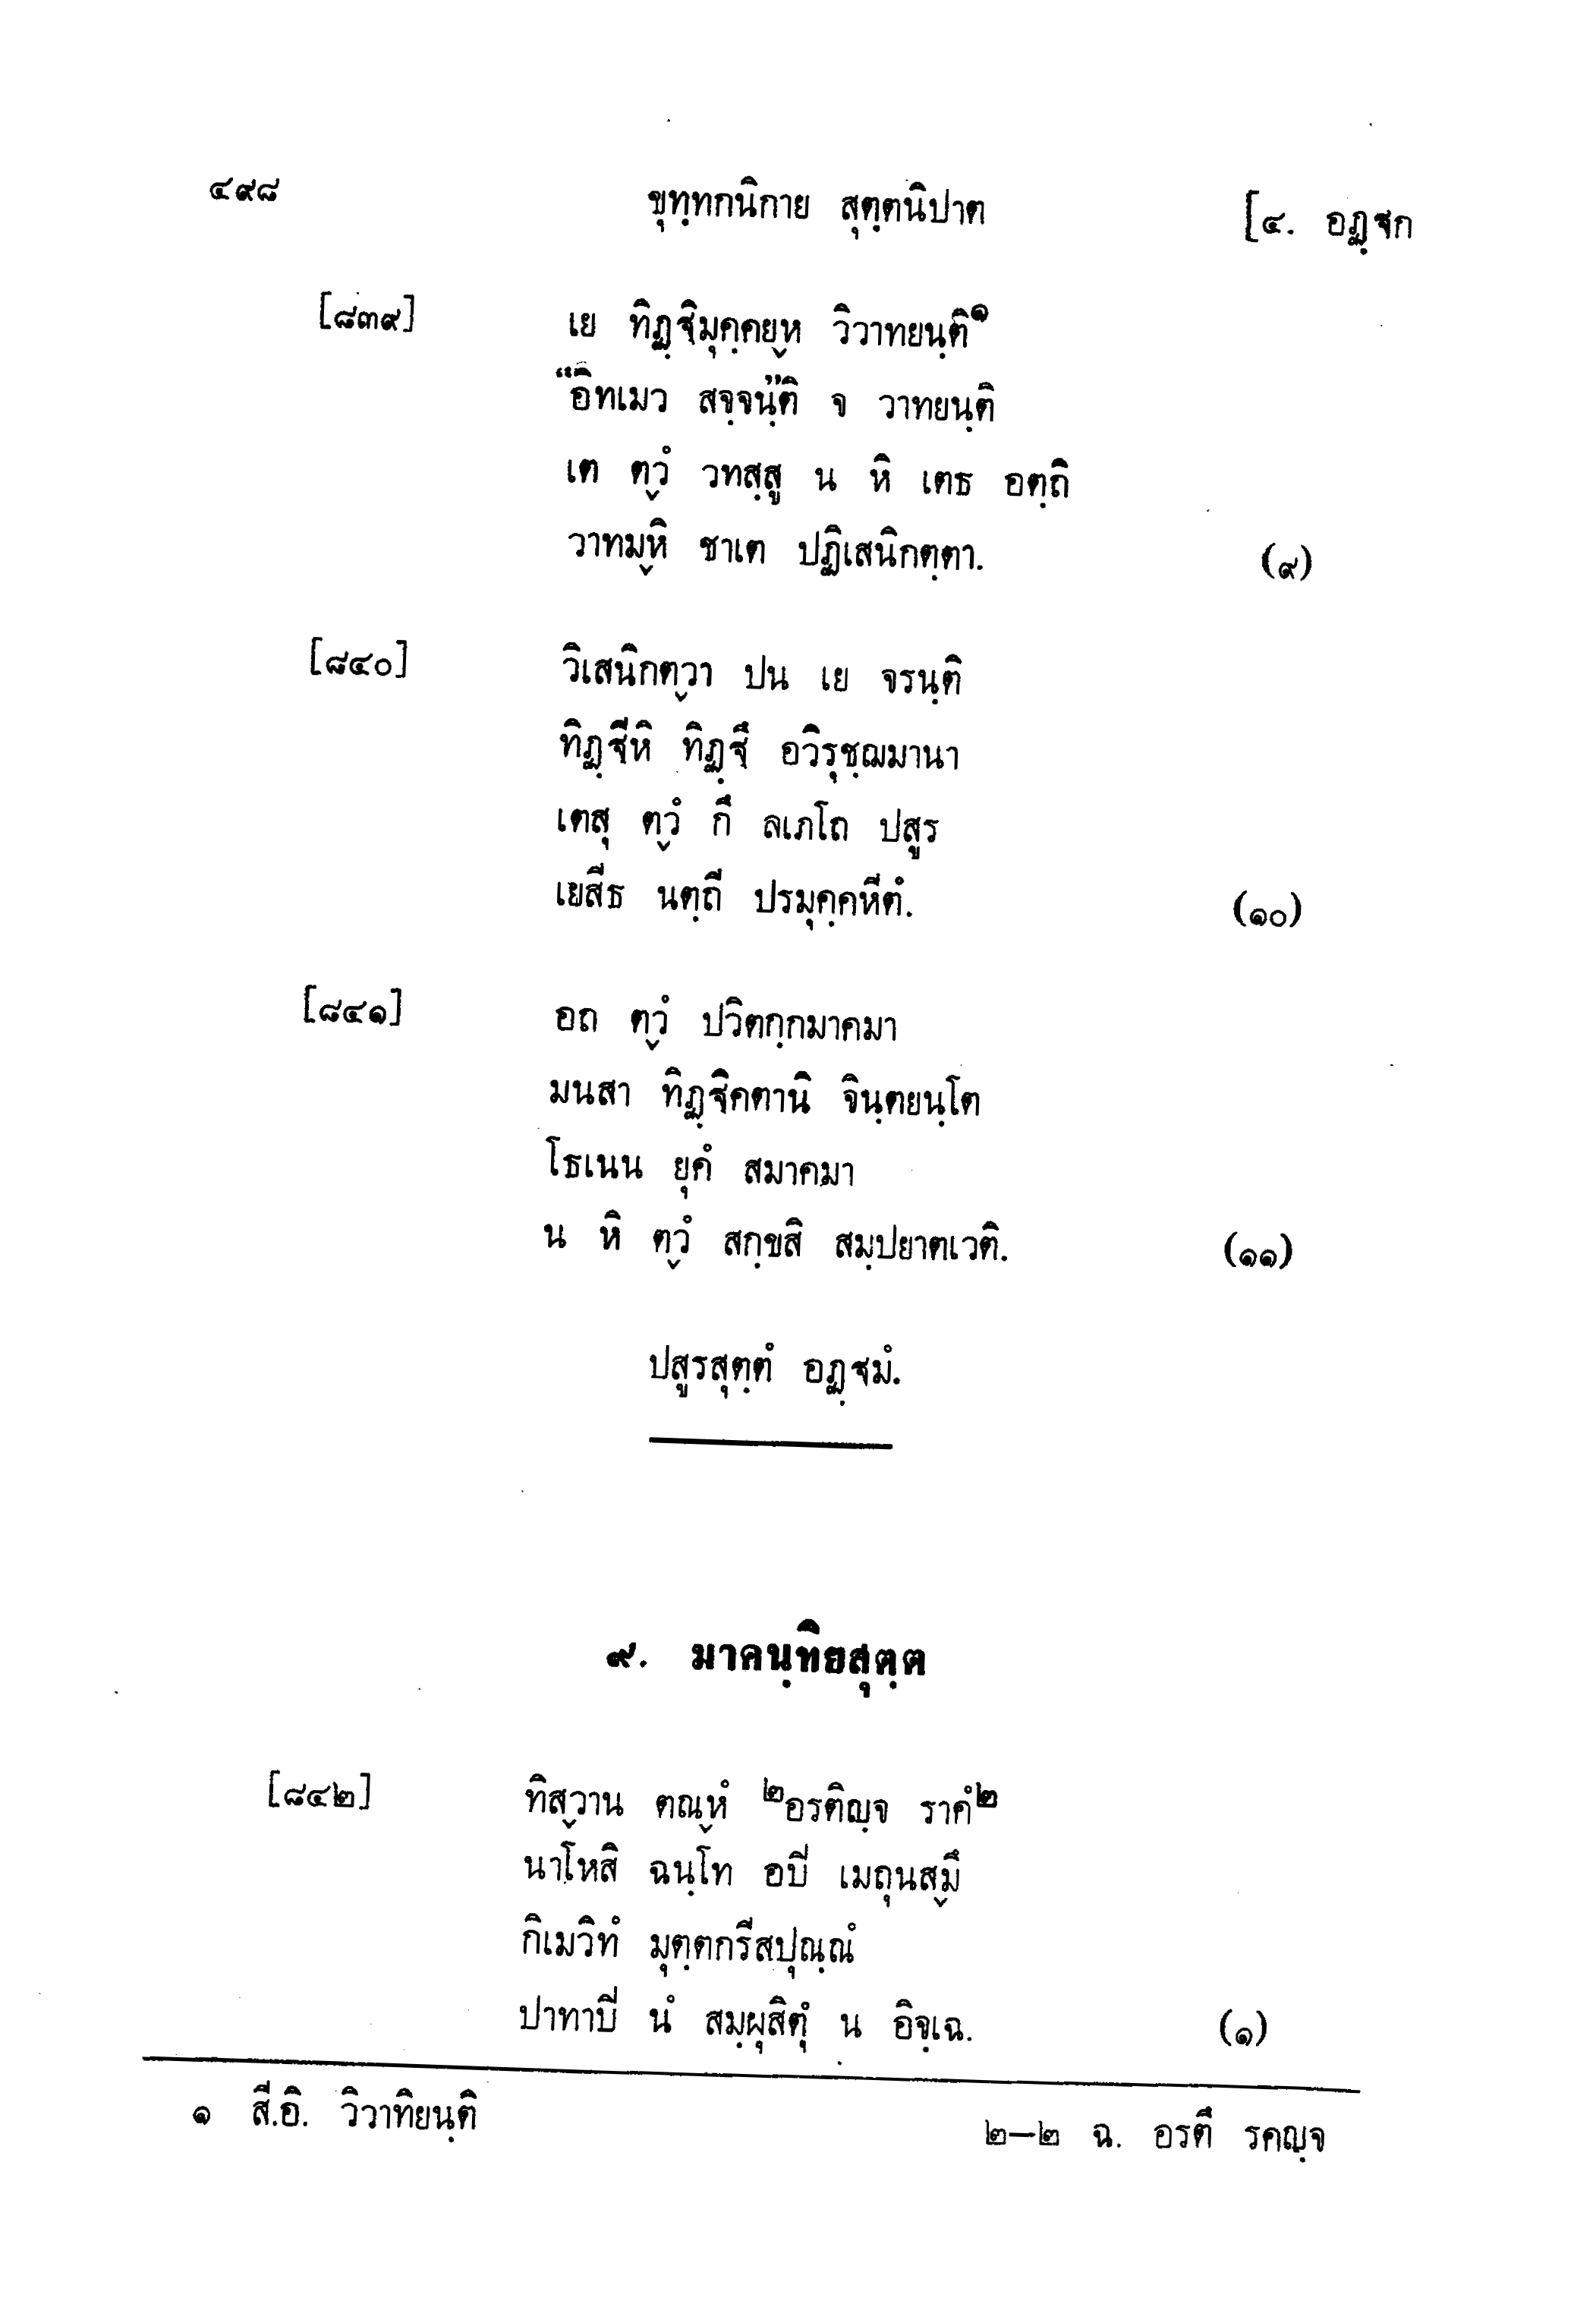 ๔๙๘ ขุทฺทกนิกาย สุตฺตนิปาต [๔. อฏฺฐก
[๘๓๙] เย ทิฏฺฐิมุคฺคยฺห วิวาทยนฺติ๑
“อิทเมว สจฺจนฺ”ติ จ วาทยนฺติ
เต ตฺวํ วทสฺสู น หิ เตธ อตฺถิ
วาทมฺหิ ชาเต ปฏิเสนิกตฺตา. (๙)
[๘๔๐] วิเสนิกตฺวา ปน เย จรนฺติ
ทิฏฺฐีหิ ทิฏฺฐึ อวิรุชฺฌมานา
เตสุ ตฺวํ กึ ลเภโถ ปสูร
เยสีธ นตฺถี ปรมุคฺคหีตํ. (๑๐)
[๘๔๑] อถ ตฺวํ ปวิตกฺกมาคมา
มนสา ทิฏฺฐิคตานิ จินฺตยนฺโต
โธเนน ยุคํ สมาคมา
น หิ ตฺวํ สกฺขสิ สมฺปยาตเวติ. (๑๑)
ปสูรสุตฺตํ อฏฺฐมํ.
๙. มาคนฺทิยสุตฺต
[๘๔๒] ทิสฺวาน ตณฺหํ ๒อรติญฺจ ราคํ๒
นาโหสิ ฉนฺโท อปิ เมถุนสฺมึ
กิเมวิทํ มุตฺตกรีสปุณฺณํ
ปาทาปิ นํ สมฺผุสิตุํ น อิจฺเฉ. (๑)
๑ สี.อิ. วิวาทิยนฺติ ๒–๒ ฉ. อรตึ รคญฺจ